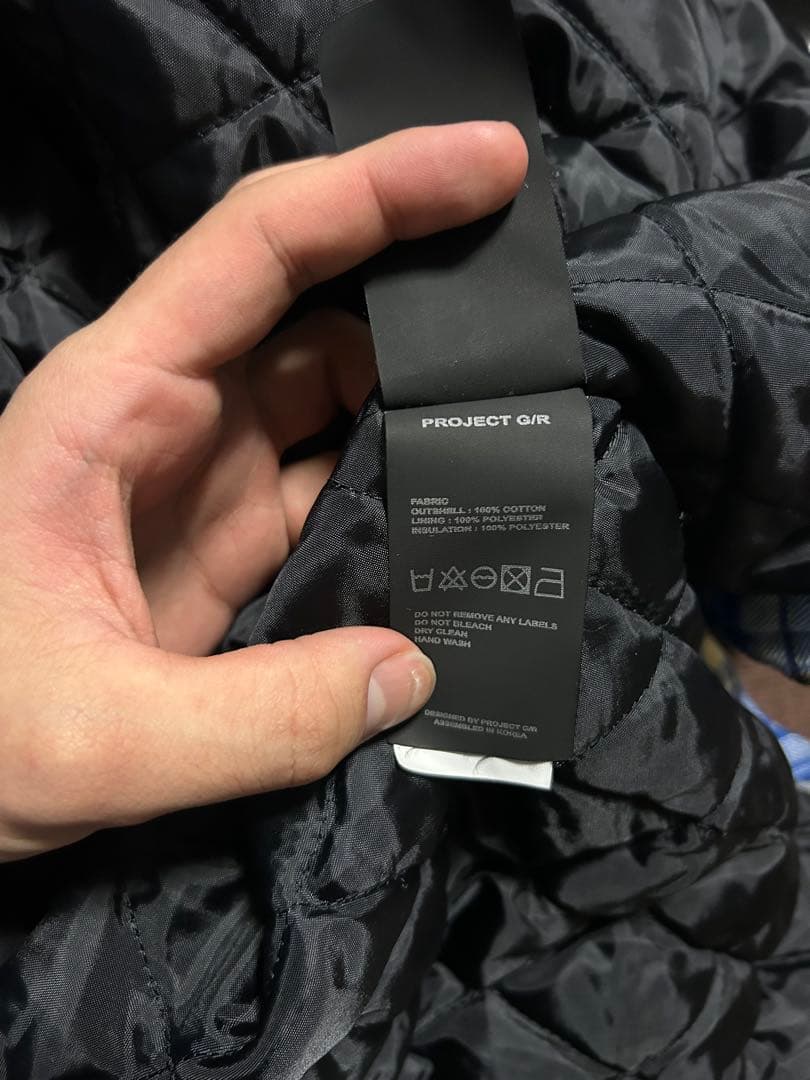 PROJECT G/R
FABRIC
OUTSHELL : 100% COTTON
LINING : 100% POLYESTER
INSULATION : 100% POLYESTER
DO NOT REMOVE ANY LABELS
DO NOT BLEACH
DRY CLEAN
HAND WASH
DESIGNED BY PROJECT G/R
ASSEMBLED IN KOREA